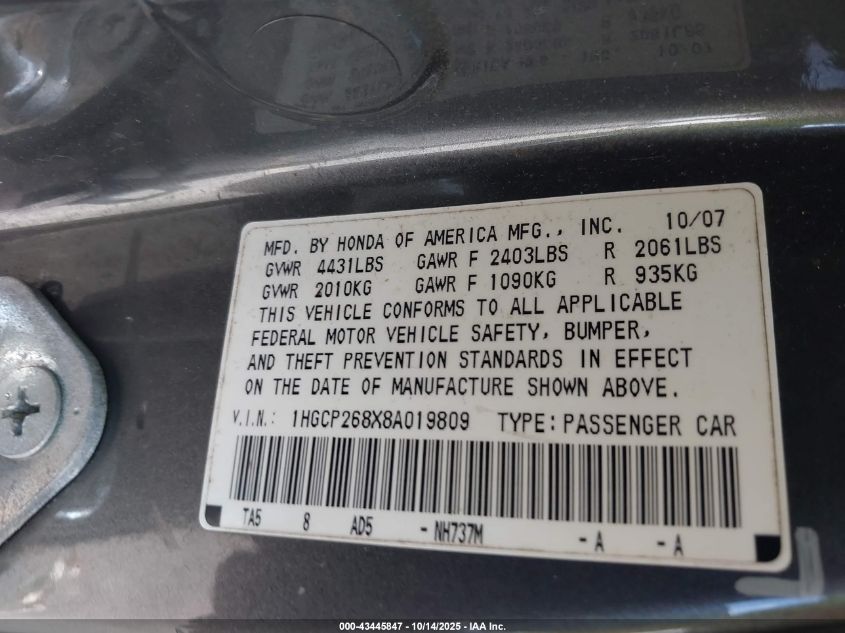 MFD. BY HONDA OF AMERICA MFG., INC. 10/07
GVWR 4431LBS GAWR F 2403LBS R 2061LBS
GVWR 2010KG GAWR F 1090KG R 935KG
THIS VEHICLE CONFORMS TO ALL APPLICABLE
FEDERAL MOTOR VEHICLE SAFETY, BUMPER,
AND THEFT PREVENTION STANDARDS IN EFFECT
ON THE DATE OF MANUFACTURE SHOWN ABOVE.
V.I.N.: 1HGCP268X8A019809 TYPE: PASSENGER CAR
TA5 8 AD5 - NH737M - A - A
000-43445847 - 10/14/2025 - IAA Inc.